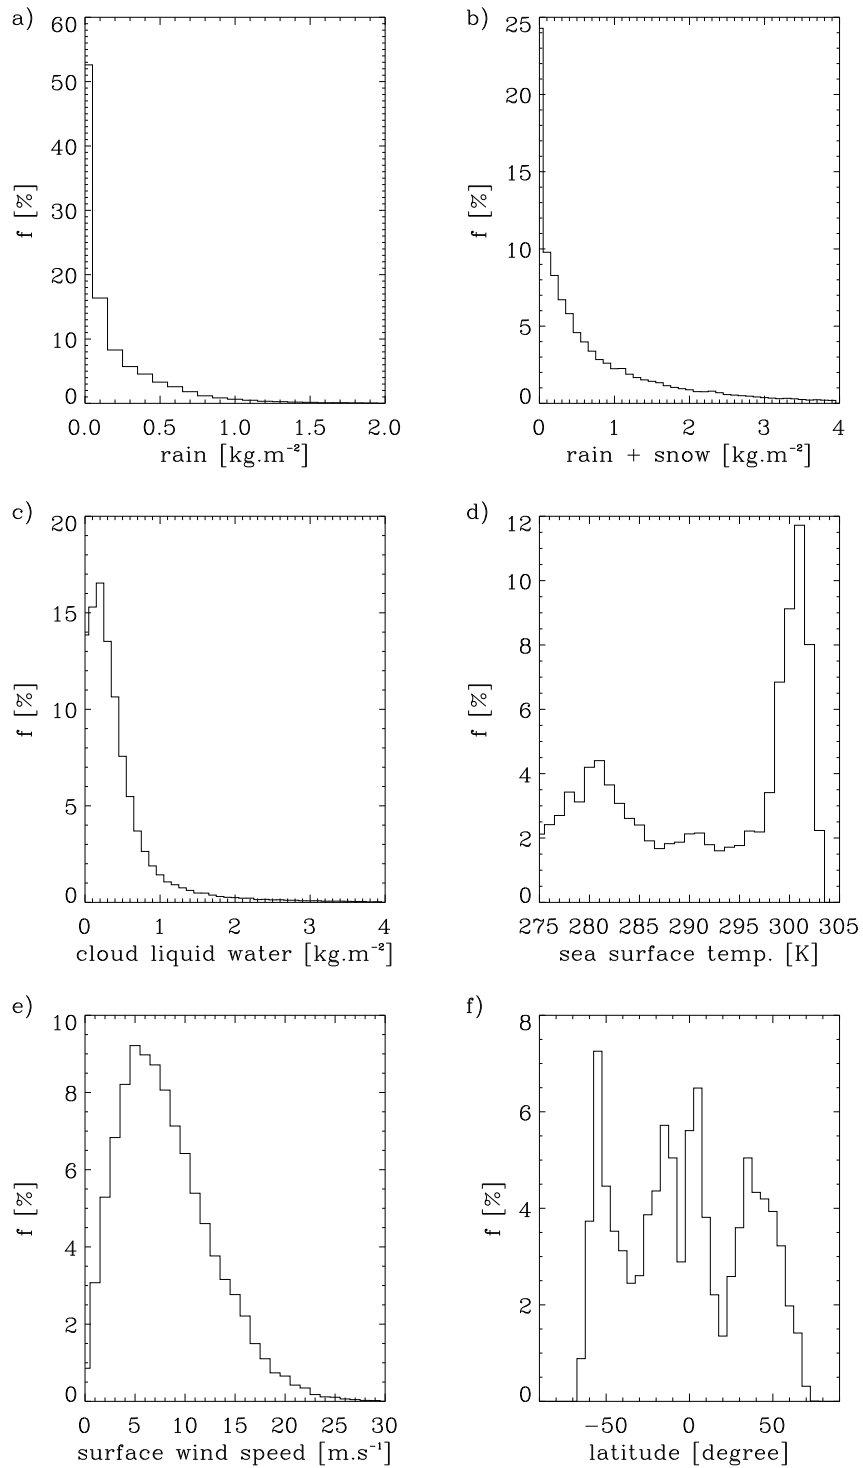 a)
60
50
40
30
20
10
0
f [%]
0.0 0.5 1.0 1.5 2.0
rain [kg.m⁻²]
b)
25
20
15
10
5
0
f [%]
0 1 2 3 4
rain + snow [kg.m⁻²]
c)
20
15
10
5
0
f [%]
0 1 2 3 4
cloud liquid water [kg.m⁻²]
d)
12
10
8
6
4
2
0
f [%]
275 280 285 290 295 300 305
sea surface temp. [K]
e)
10
8
6
4
2
0
f [%]
0 5 10 15 20 25 30
surface wind speed [m.s⁻¹]
f)
8
6
4
2
0
f [%]
−50 0 50
latitude [degree]